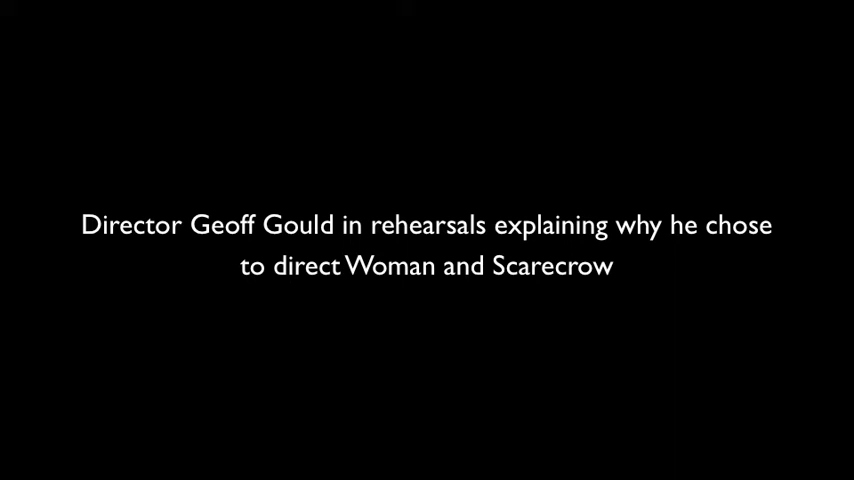 Director Geoff Gould in rehearsals explaining why he chose
to direct Woman and Scarecrow